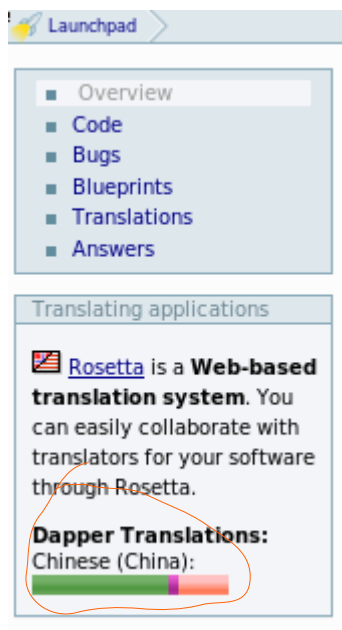 Launchpad
Overview
Code
Bugs
Blueprints
Translations
Answers
Translating applications
Rosetta is a Web-based
translation system. You
can easily collaborate with
translators for your software
through Rosetta.
Dapper Translations:
Chinese (China):